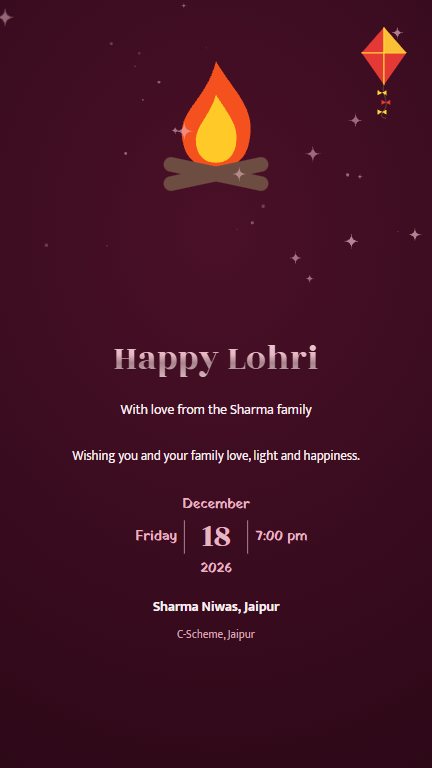 Happy Lohri
With love from the Sharma family
Wishing you and your family love, light and happiness.
December
Friday 18 7:00 pm
2026
Sharma Niwas, Jaipur
C-Scheme, Jaipur